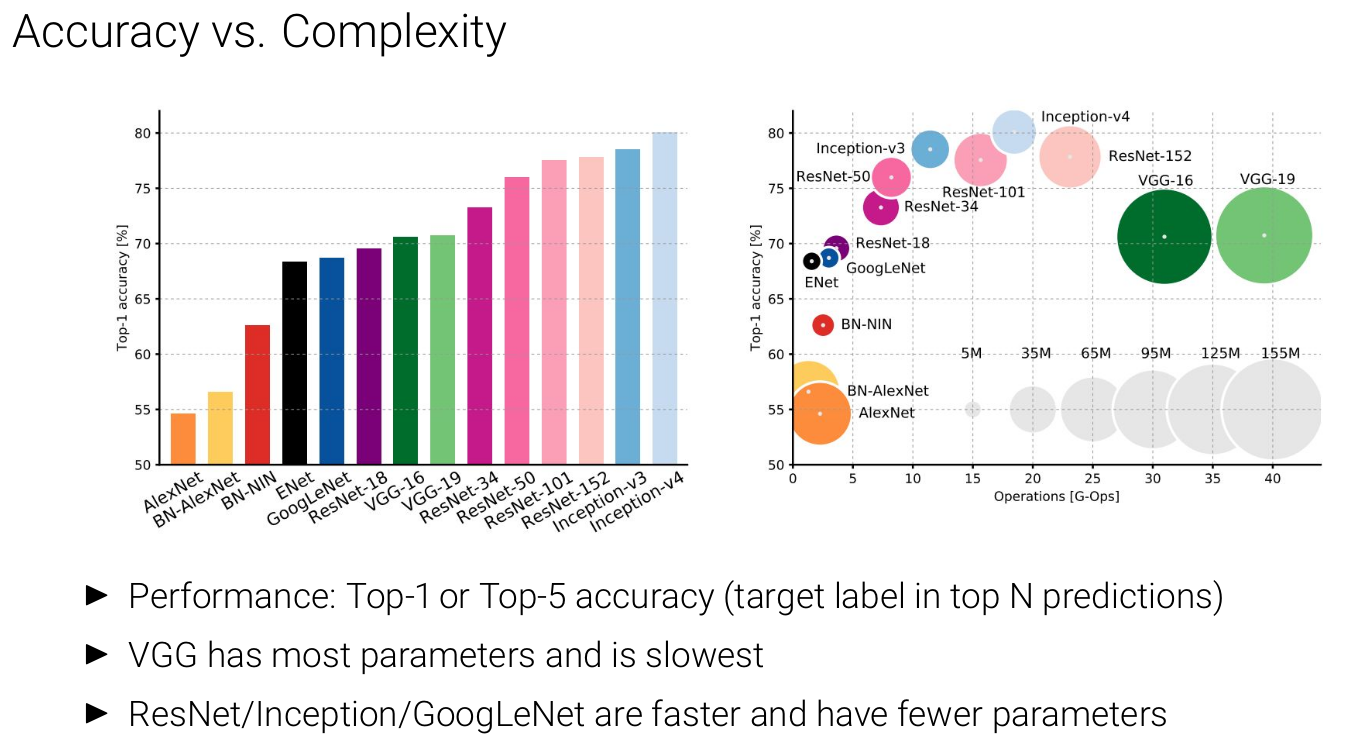 Accuracy vs. Complexity
80
75
70
65
60
55
50
Top-1 accuracy [%]
AlexNet
BN-AlexNet
BN-NIN
ENet
GoogLeNet
ResNet-18
VGG-16
VGG-19
ResNet-34
ResNet-50
ResNet-101
ResNet-152
Inception-v3
Inception-v4
80
75
70
65
60
55
50
Top-1 accuracy [%]
Inception-v4
Inception-v3
ResNet-152
ResNet-50
VGG-16
VGG-19
ResNet-101
ResNet-34
ResNet-18
GoogLeNet
ENet
BN-NIN
5M
35M
65M
95M
125M
155M
BN-AlexNet
AlexNet
0
5
10
15
20
25
30
35
40
Operations [G-Ops]
► Performance: Top-1 or Top-5 accuracy (target label in top N predictions)
► VGG has most parameters and is slowest
► ResNet/Inception/GoogLeNet are faster and have fewer parameters